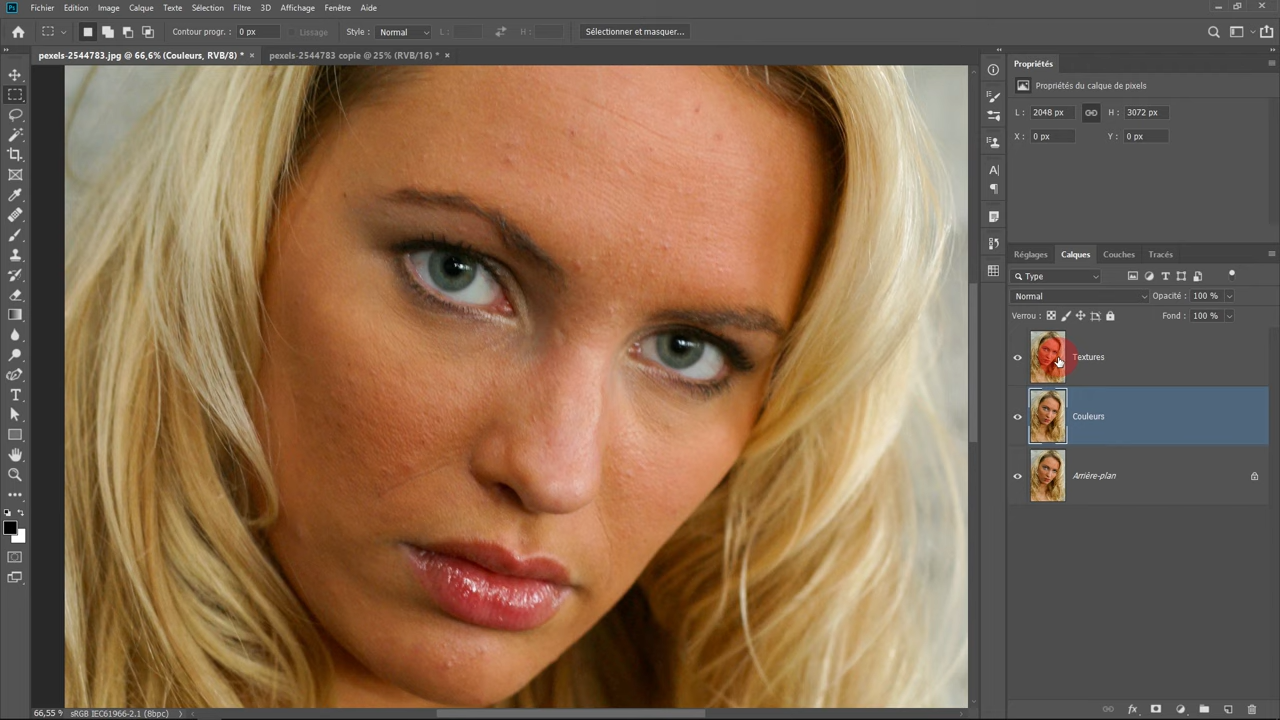 Ps Fichier Edition Image Calque Texte Sélection Filtre 3D Affichage Fenêtre Aide
Contour progr. : 0 px Lissage Style : Normal L : H : Sélectionner et masquer...
pexels-2544783.jpg @ 66,6% (Couleurs, RVB/8) * × pexels-2544783 copie @ 25% (RVB/16) * ×
Propriétés
Propriétés du calque de pixels
L : 2048 px H : 3072 px
X : 0 px Y : 0 px
Réglages Calques Couches Tracés
Type
Normal Opacité : 100 %
Verrou : Fond : 100 %
Textures
Couleurs
Arrière-plan
66,55 % sRGB IEC61966-2.1 (8bpc)